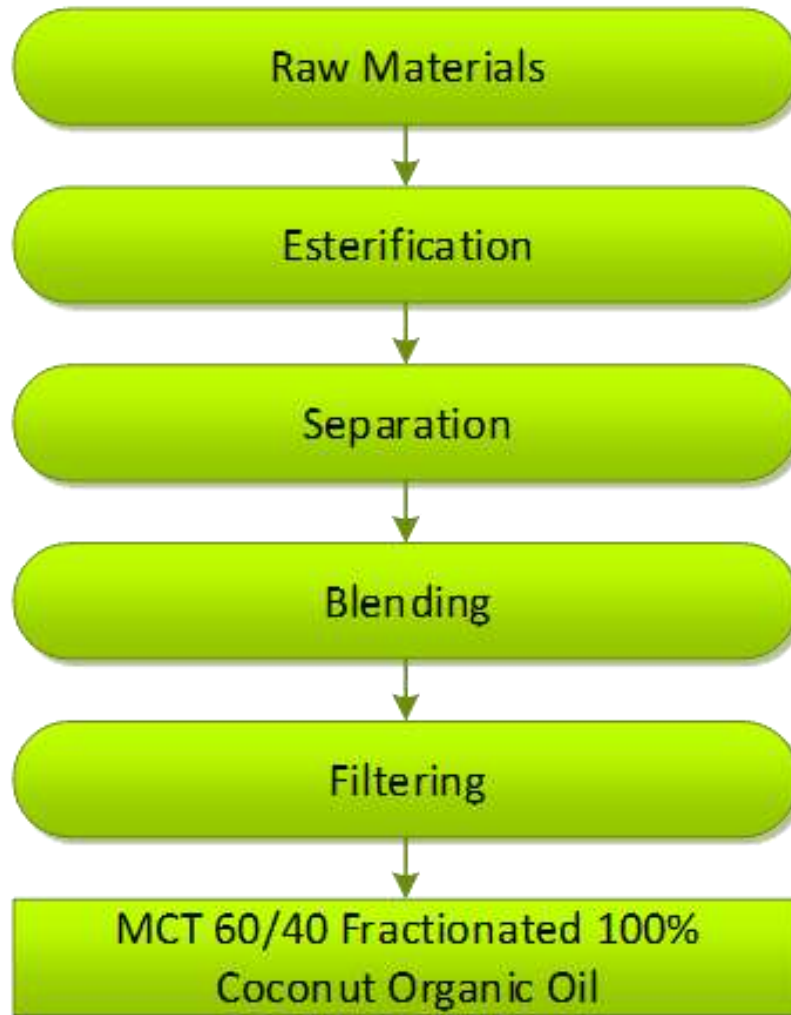 Raw Materials
Esterification
Separation
Blending
Filtering
MCT 60/40 Fractionated 100%
Coconut Organic Oil